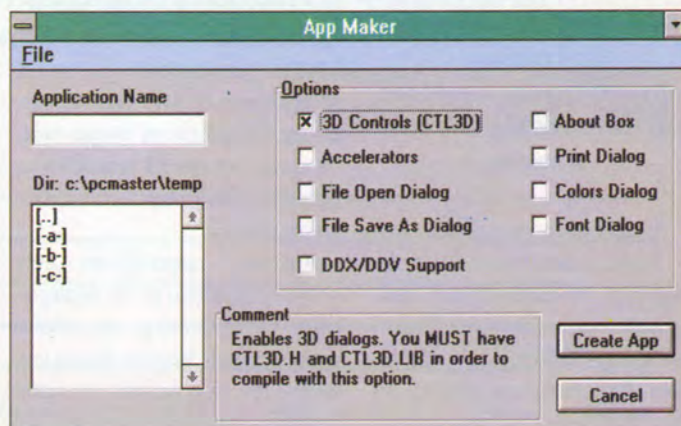 App Maker
File
Application Name
Dir: c:\pcmaster\temp
[..]
[-a-]
[-b-]
[-c-]
Options
3D Controls (CTL3D)
Accelerators
File Open Dialog
File Save As Dialog
DDX/DDV Support
About Box
Print Dialog
Colors Dialog
Font Dialog
Comment
Enables 3D dialogs. You MUST have
CTL3D.H and CTL3D.LIB in order to
compile with this option.
Create App
Cancel